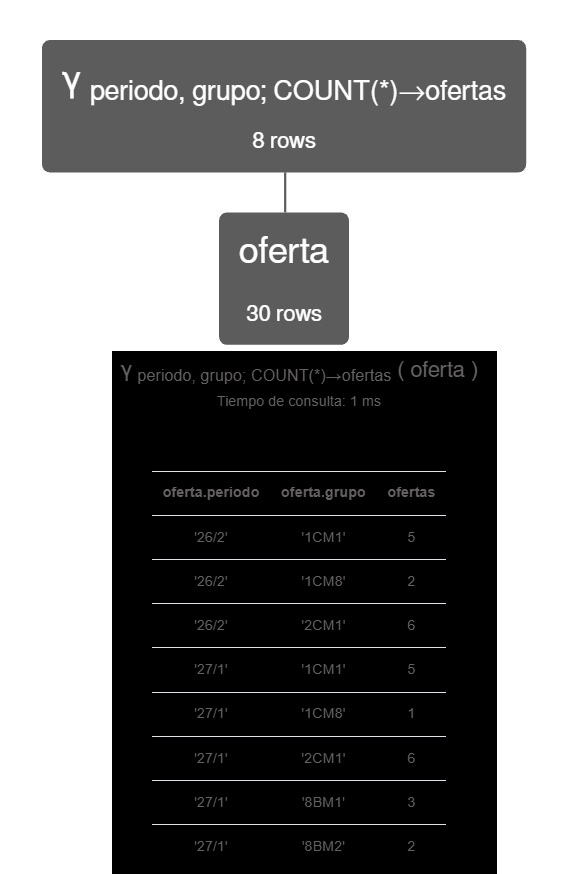 γ periodo, grupo; COUNT(*)→ofertas
8 rows
oferta
30 rows
γ periodo, grupo; COUNT(*)→ofertas ( oferta )
Tiempo de consulta: 1 ms
oferta.periodo oferta.grupo ofertas
'26/2' '1CM1' 5
'26/2' '1CM8' 2
'26/2' '2CM1' 6
'27/1' '1CM1' 5
'27/1' '1CM8' 1
'27/1' '2CM1' 6
'27/1' '8BM1' 3
'27/1' '8BM2' 2